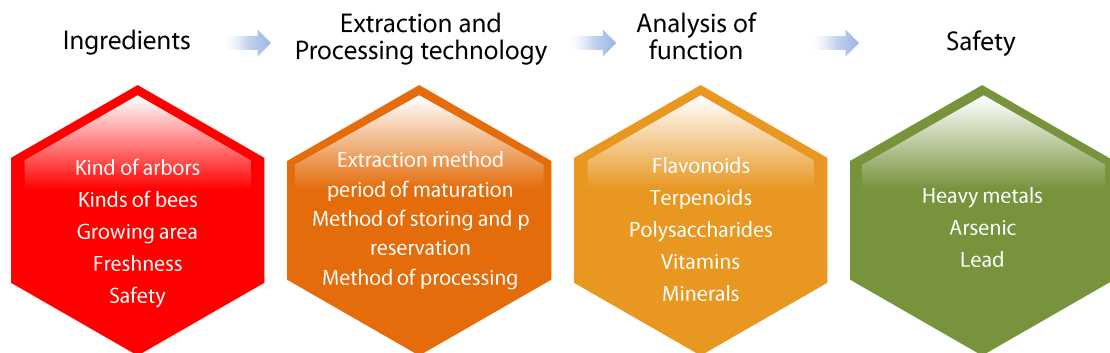 Ingredients
Extraction and
Processing technology
Analysis of
function
Safety
Kind of arbors
Kinds of bees
Growing area
Freshness
Safety
Extraction method
period of maturation
Method of storing and p
reservation
Method of processing
Flavonoids
Terpenoids
Polysaccharides
Vitamins
Minerals
Heavy metals
Arsenic
Lead